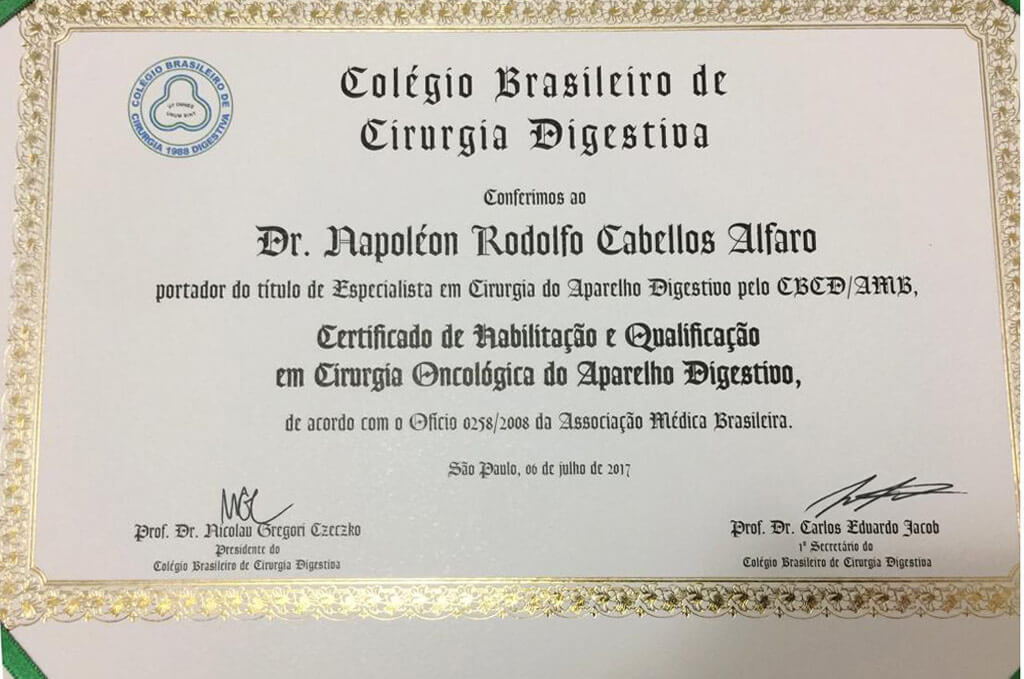 COLÉGIO BRASILEIRO DE
CIRURGIA 1988 DIGESTIVA
UT OMNES
UNUM SINT
Colégio Brasileiro de
Cirurgia Digestiva
Conferimos ao
Dr. Napoléon Rodolfo Cabellos Alfaro
portador do título de Especialista em Cirurgia do Aparelho Digestivo pelo CBCD/AMB,
Certificado de Habilitação e Qualificação
em Cirurgia Oncológica do Aparelho Digestivo,
de acordo com o Ofício 0258/2008 da Associação Médica Brasileira.
São Paulo, 06 de julho de 2017
Prof. Dr. Nicolau Gregori Czeczko
Presidente do
Colégio Brasileiro de Cirurgia Digestiva
Prof. Dr. Carlos Eduardo Jacob
1º Secretário do
Colégio Brasileiro de Cirurgia Digestiva